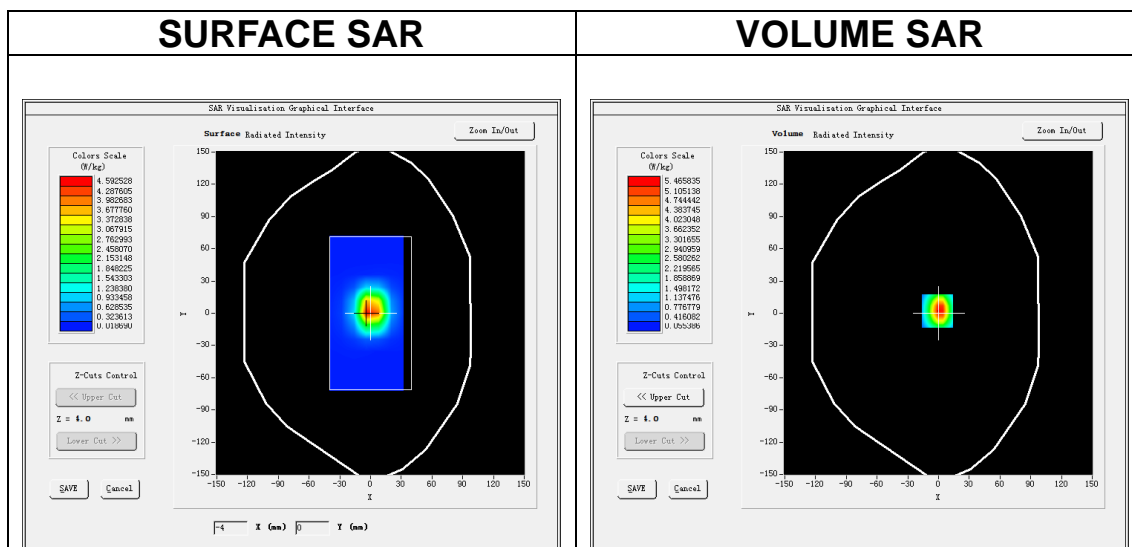 SURFACE SAR
VOLUME SAR
SAR Visualisation Graphical Interface
Surface Radiated Intensity
Zoom In/Out
Colors Scale
(W/kg)
4.592528
4.287605
3.982683
3.677760
3.372838
3.067915
2.762993
2.458070
2.153148
1.848225
1.543303
1.238380
0.933458
0.628535
0.323613
0.018690
150
120
90
60
30
0
-30
-60
-90
-120
-150
Y
-150 -120 -90 -60 -30 0 30 60 90 120 150
X
Z-Cuts Control
<< Upper Cut
Z = 4.0 mm
Lower Cut >>
SAVE Cancel
-4 X (mm) 0 Y (mm)
SAR Visualisation Graphical Interface
Volume Radiated Intensity
Zoom In/Out
Colors Scale
(W/kg)
5.465835
5.105138
4.744442
4.383745
4.023048
3.662352
3.301655
2.940959
2.580262
2.219565
1.858869
1.498172
1.137476
0.776779
0.416082
0.055386
150
120
90
60
30
0
-30
-60
-90
-120
-150
Y
-150 -120 -90 -60 -30 0 30 60 90 120 150
X
Z-Cuts Control
<< Upper Cut
Z = 4.0 mm
Lower Cut >>
SAVE Cancel